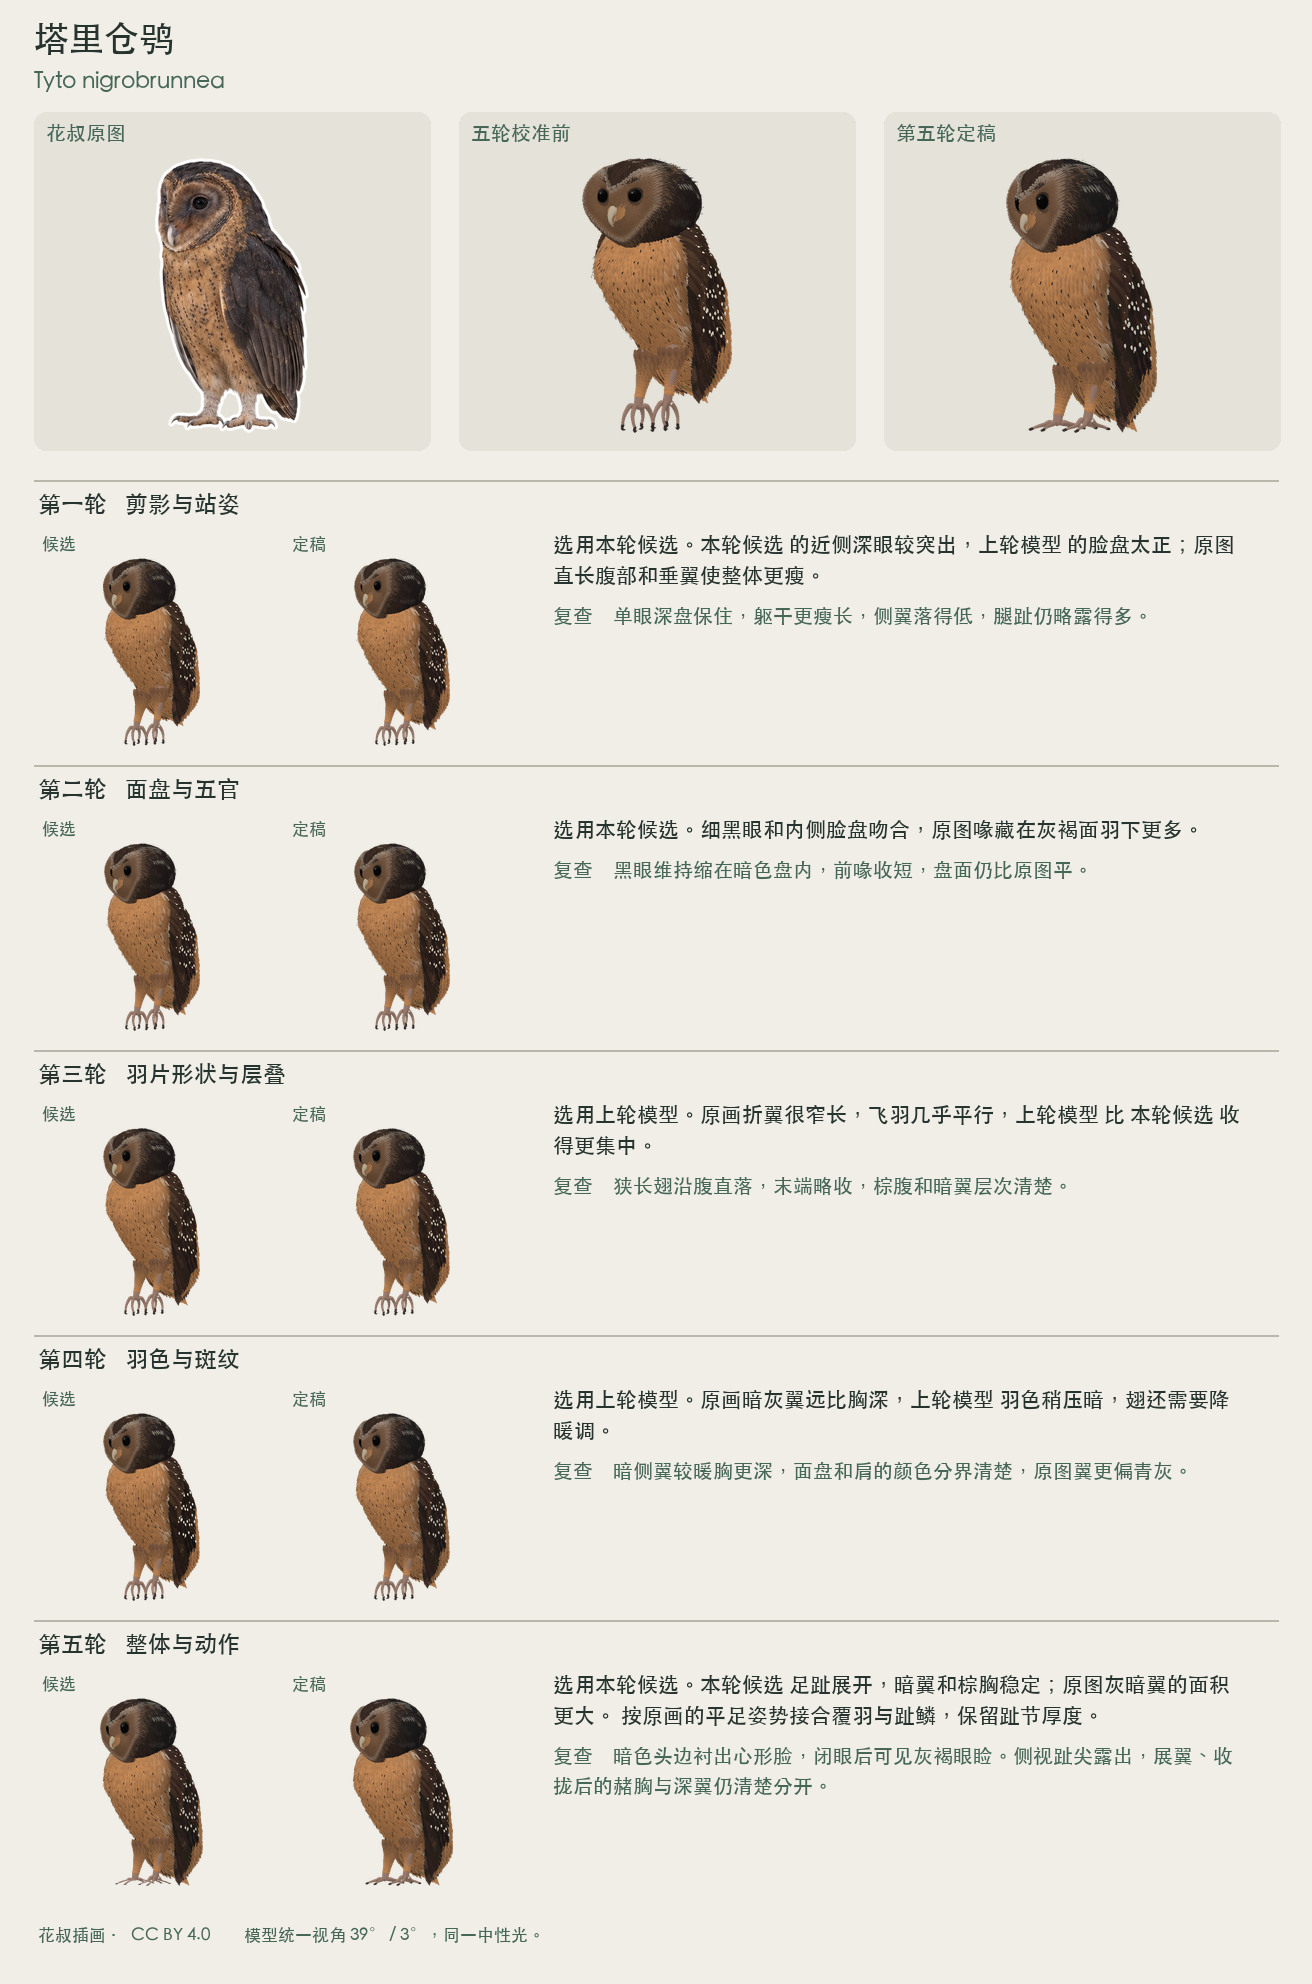 塔里仓鸮
Tyto nigrobrunnea
花叔原图
五轮校准前
第五轮定稿
第一轮 剪影与站姿
候选
定稿
选用本轮候选。本轮候选 的近侧深眼较突出，上轮模型 的脸盘太正；原图
直长腹部和垂翼使整体更瘦。
复查 单眼深盘保住，躯干更瘦长，侧翼落得低，腿趾仍略露得多。
第二轮 面盘与五官
候选
定稿
选用本轮候选。细黑眼和内侧脸盘吻合，原图喙藏在灰褐面羽下更多。
复查 黑眼维持缩在暗色盘内，前喙收短，盘面仍比原图平。
第三轮 羽片形状与层叠
候选
定稿
选用上轮模型。原画折翼很窄长，飞羽几乎平行，上轮模型 比 本轮候选 收
得更集中。
复查 狭长翅沿腹直落，末端略收，棕腹和暗翼层次清楚。
第四轮 羽色与斑纹
候选
定稿
选用上轮模型。原画暗灰翼远比胸深，上轮模型 羽色稍压暗，翅还需要降
暖调。
复查 暗侧翼较暖胸更深，面盘和肩的颜色分界清楚，原图翼更偏青灰。
第五轮 整体与动作
候选
定稿
选用本轮候选。本轮候选 足趾展开，暗翼和棕胸稳定；原图灰暗翼的面积
更大。 按原画的平足姿势接合覆羽与趾鳞，保留趾节厚度。
复查 暗色头边衬出心形脸，闭眼后可见灰褐眼睑。侧视趾尖露出，展翼、收
拢后的赭胸与深翼仍清楚分开。
花叔插画 · CC BY 4.0 模型统一视角 39° / 3° ，同一中性光。